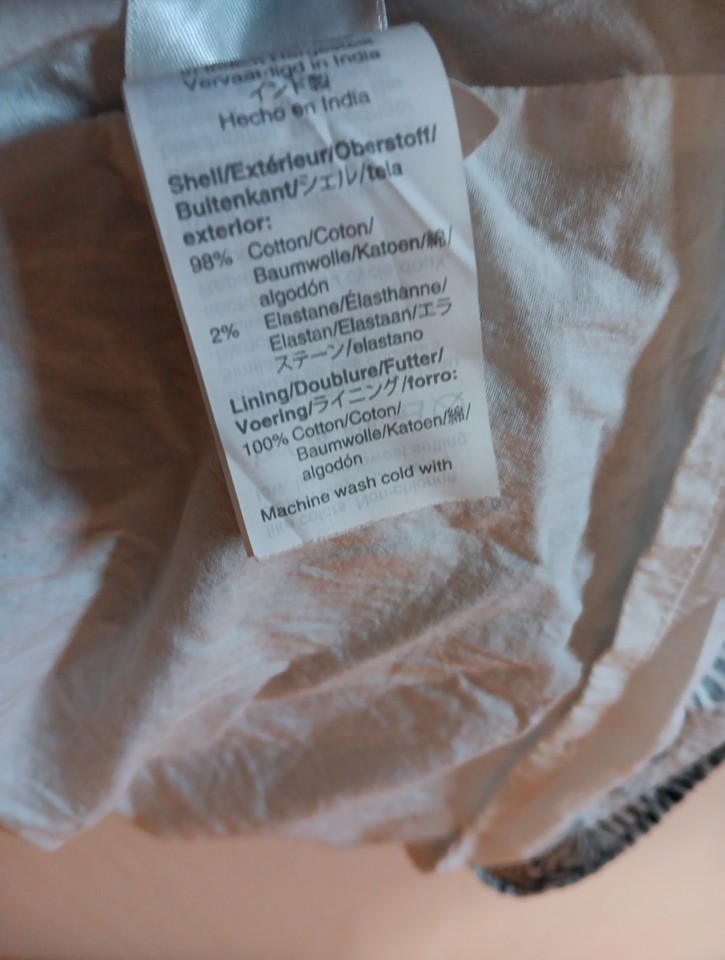 Vervaardigd in India
インド製
Hecho en India
Shell/Extérieur/Oberstoff/
Buitenkant/シェル/tela
exterior:
98% Cotton/Coton/
Baumwolle/Katoen/綿/
algodón
2% Elastane/Élasthanne/
Elastan/Elastaan/エラ
ステーン/elastano
Lining/Doublure/Futter/
Voering/ライニング/forro:
100% Cotton/Coton/
Baumwolle/Katoen/綿/
algodón
Machine wash cold with